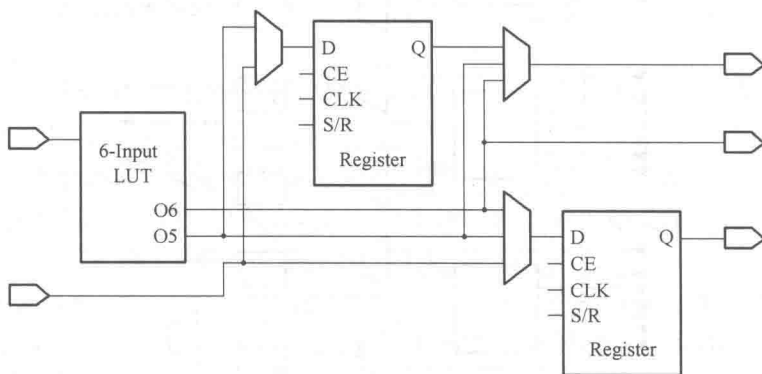 D
Q
CE
CLK
S/R
Register
6-Input
LUT
O6
O5
D
Q
CE
CLK
S/R
Register